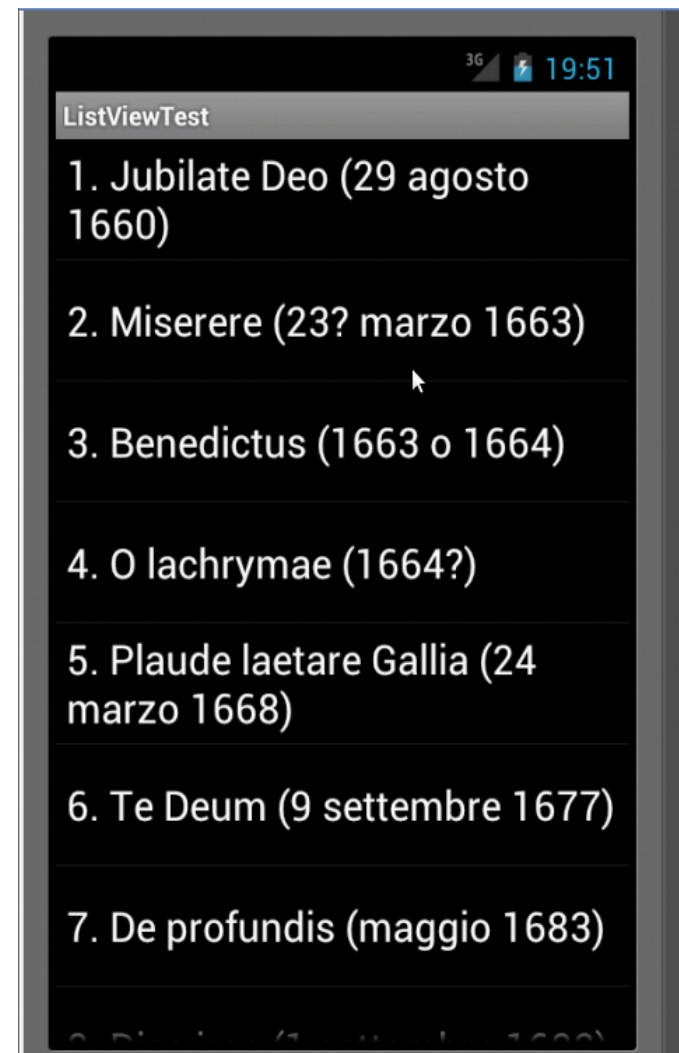 3G 19:51
ListViewTest
1. Jubilate Deo (29 agosto
1660)
2. Miserere (23? marzo 1663)
3. Benedictus (1663 o 1664)
4. O lachrymae (1664?)
5. Plaude laetare Gallia (24
marzo 1668)
6. Te Deum (9 settembre 1677)
7. De profundis (maggio 1683)